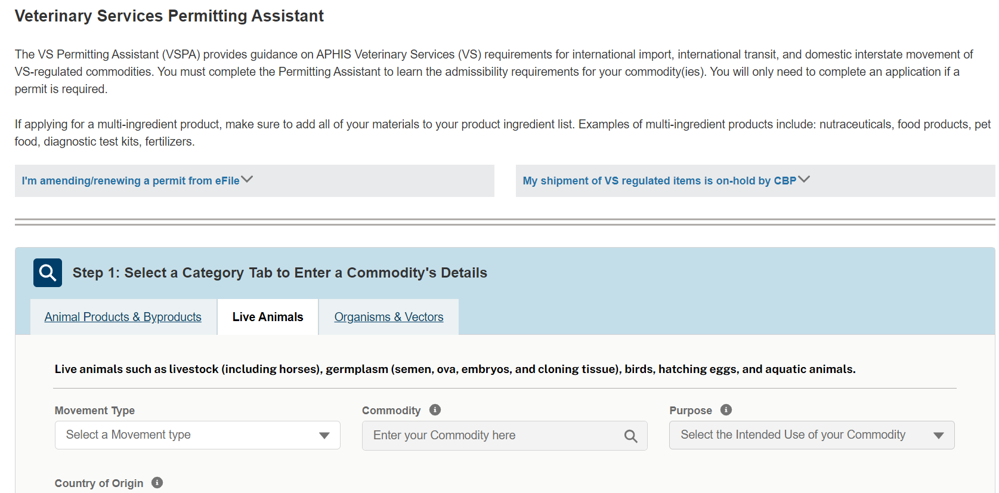 Veterinary Services Permitting Assistant
The VS Permitting Assistant (VSPA) provides guidance on APHIS Veterinary Services (VS) requirements for international import, international transit, and domestic interstate movement of
VS-regulated commodities. You must complete the Permitting Assistant to learn the admissibility requirements for your commodity(ies). You will only need to complete an application if a
permit is required.
If applying for a multi-ingredient product, make sure to add all of your materials to your product ingredient list. Examples of multi-ingredient products include: nutraceuticals, food products, pet
food, diagnostic test kits, fertilizers.
I'm amending/renewing a permit from eFile
My shipment of VS regulated items is on-hold by CBP
Step 1: Select a Category Tab to Enter a Commodity's Details
Animal Products & Byproducts
Live Animals
Organisms & Vectors
Live animals such as livestock (including horses), germplasm (semen, ova, embryos, and cloning tissue), birds, hatching eggs, and aquatic animals.
Movement Type
Commodity
Purpose
Select a Movement type
Enter your Commodity here
Select the Intended Use of your Commodity
Country of Origin